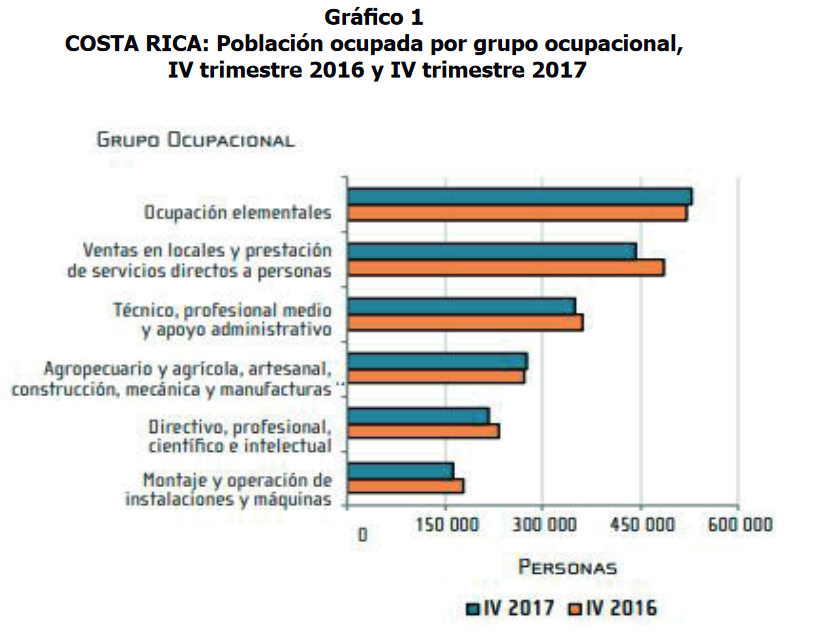 Gráfico 1
COSTA RICA: Población ocupada por grupo ocupacional,
IV trimestre 2016 y IV trimestre 2017
GRUPO OCUPACIONAL
Ocupación elementales
Ventas en locales y prestación
de servicios directos a personas
Técnico, profesional medio
y apoyo administrativo
Agropecuario y agrícola, artesanal,
construcción, mecánica y manufacturas
Directivo, profesional,
científico e intelectual
Montaje y operación de
instalaciones y máquinas
0 150 000 300 000 450 000 600 000
PERSONAS
IV 2017 IV 2016